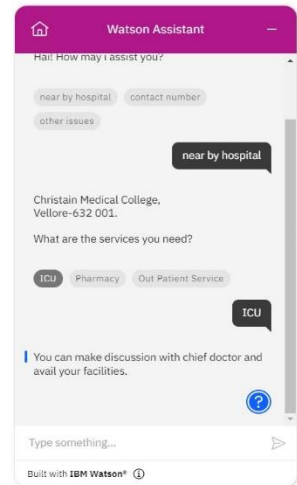 Watson Assistant
Hai! How may i assist you?
near by hospital contact number
other issues
near by hospital
Christain Medical College,
Vellore-632 001.
What are the services you need?
ICU Pharmacy Out Patient Service
ICU
You can make discussion with chief doctor and
avail your facilities.
?
Type something...
Built with IBM Watson® i